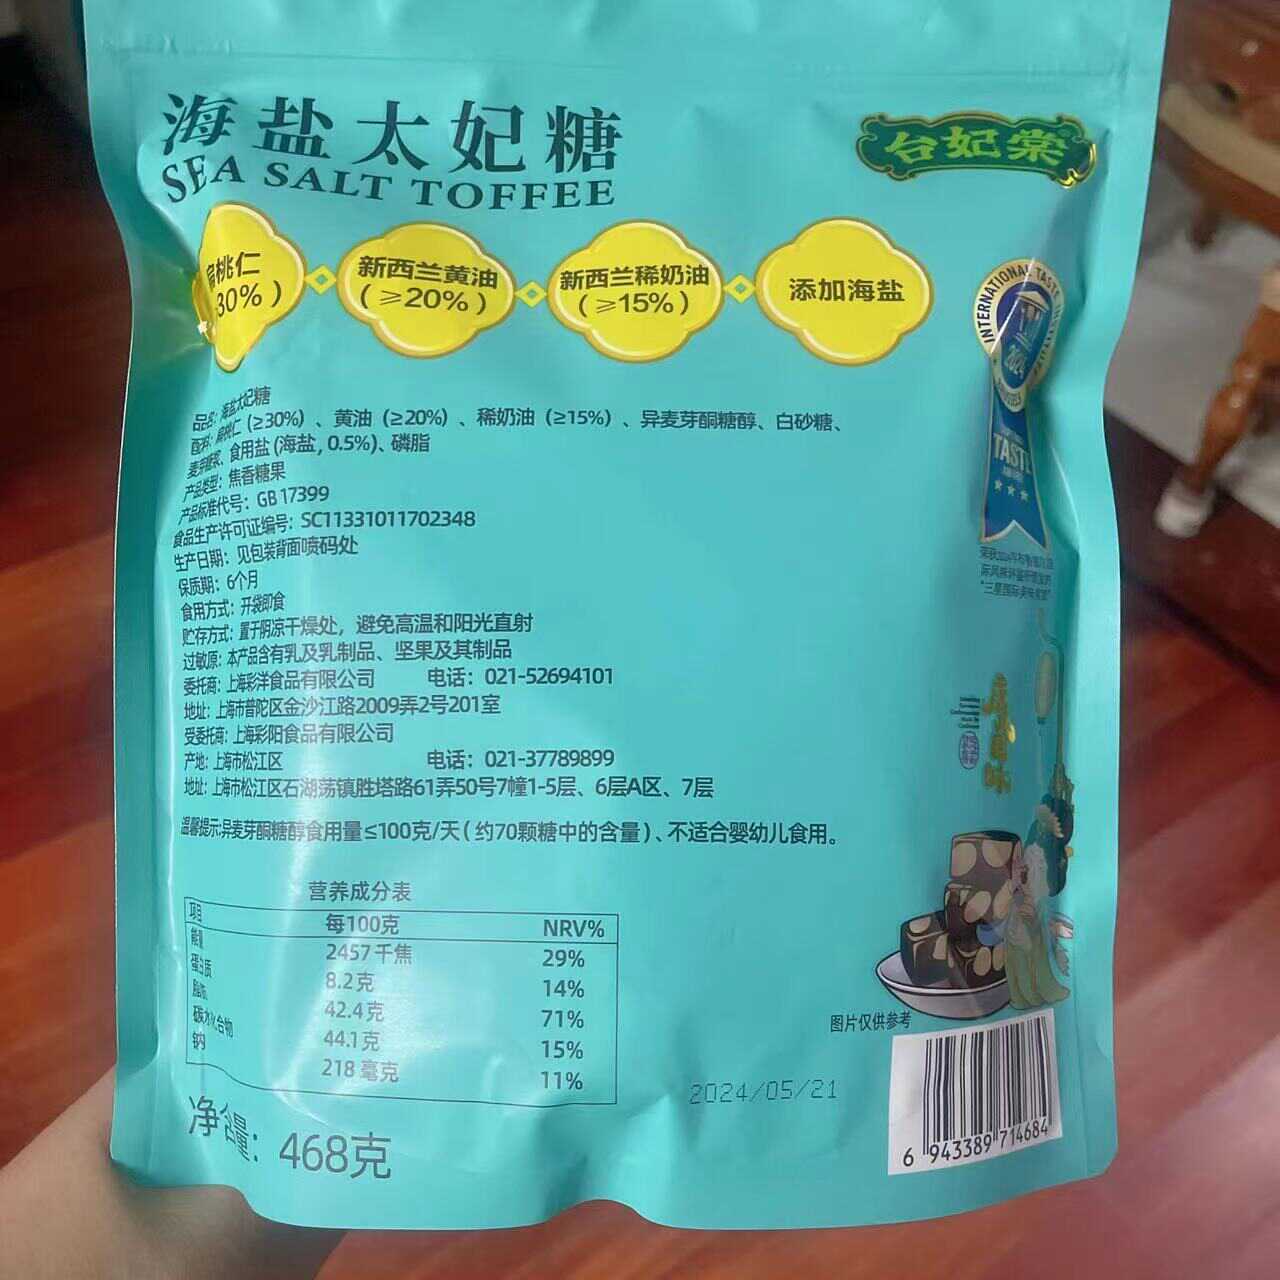 海盐太妃糖
SEA SALT TOFFEE
台妃棠
扁桃仁
30%)
新西兰黄油
(≥20%)
新西兰稀奶油
(≥15%)
添加海盐
INTERNATIONAL TASTE
2024
TASTE
品名：海盐太妃糖
配料：扁桃仁(≥30%)、黄油(≥20%)、稀奶油(≥15%)、异麦芽酮糖醇、白砂糖、
麦芽糖浆、食用盐(海盐, 0.5%)、磷脂
产品类型：焦香糖果
产品标准代号：GB 17399
食品生产许可证编号：SC11331011702348
生产日期：见包装背面喷码处
保质期：6个月
食用方式：开袋即食
贮存方式：置于阴凉干燥处，避免高温和阳光直射
过敏原：本产品含有乳及乳制品、坚果及其制品
委托商：上海彩洋食品有限公司 电话：021-52694101
地址：上海市普陀区金沙江路2009弄2号201室
受委托商：上海彩阳食品有限公司
产地：上海市松江区 电话：021-37789899
地址：上海市松江区石湖荡镇胜塔路61弄50号7幢1-5层、6层A区、7层
温馨提示:异麦芽酮糖醇食用量≤100克/天(约70颗糖中的含量)、不适合婴幼儿食用。
营养成分表
项目 每100克 NRV%
能量 2457千焦 29%
蛋白质 8.2克 14%
脂肪 42.4克 71%
碳水化合物 44.1克 15%
钠 218毫克 11%
净含量：468克
图片仅供参考
2024/05/21
6 943389 714684